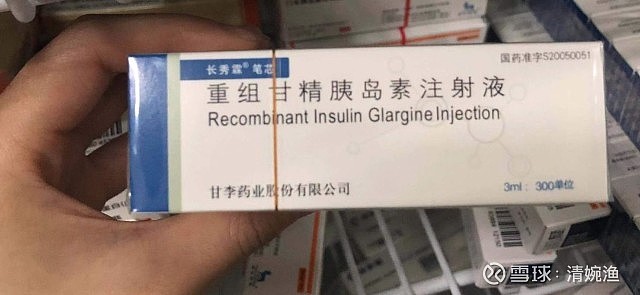 长秀霖® 笔芯
国药准字S20050051
重组甘精胰岛素注射液
Recombinant Insulin Glargine Injection
甘李药业股份有限公司
3ml：300单位
雪球：清婉渔